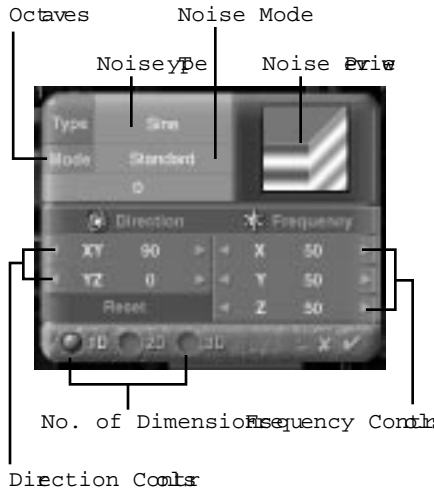 Octaves
Noise Mode
Noise Type
Noise Preview
Type Sine
Mode Standard
0
Direction
Frequency
XY 90
X 50
YZ 0
Y 50
Reset
Z 50
1D 2D 3D
No. of Dimensions
Frequency Controls
Direction Controls